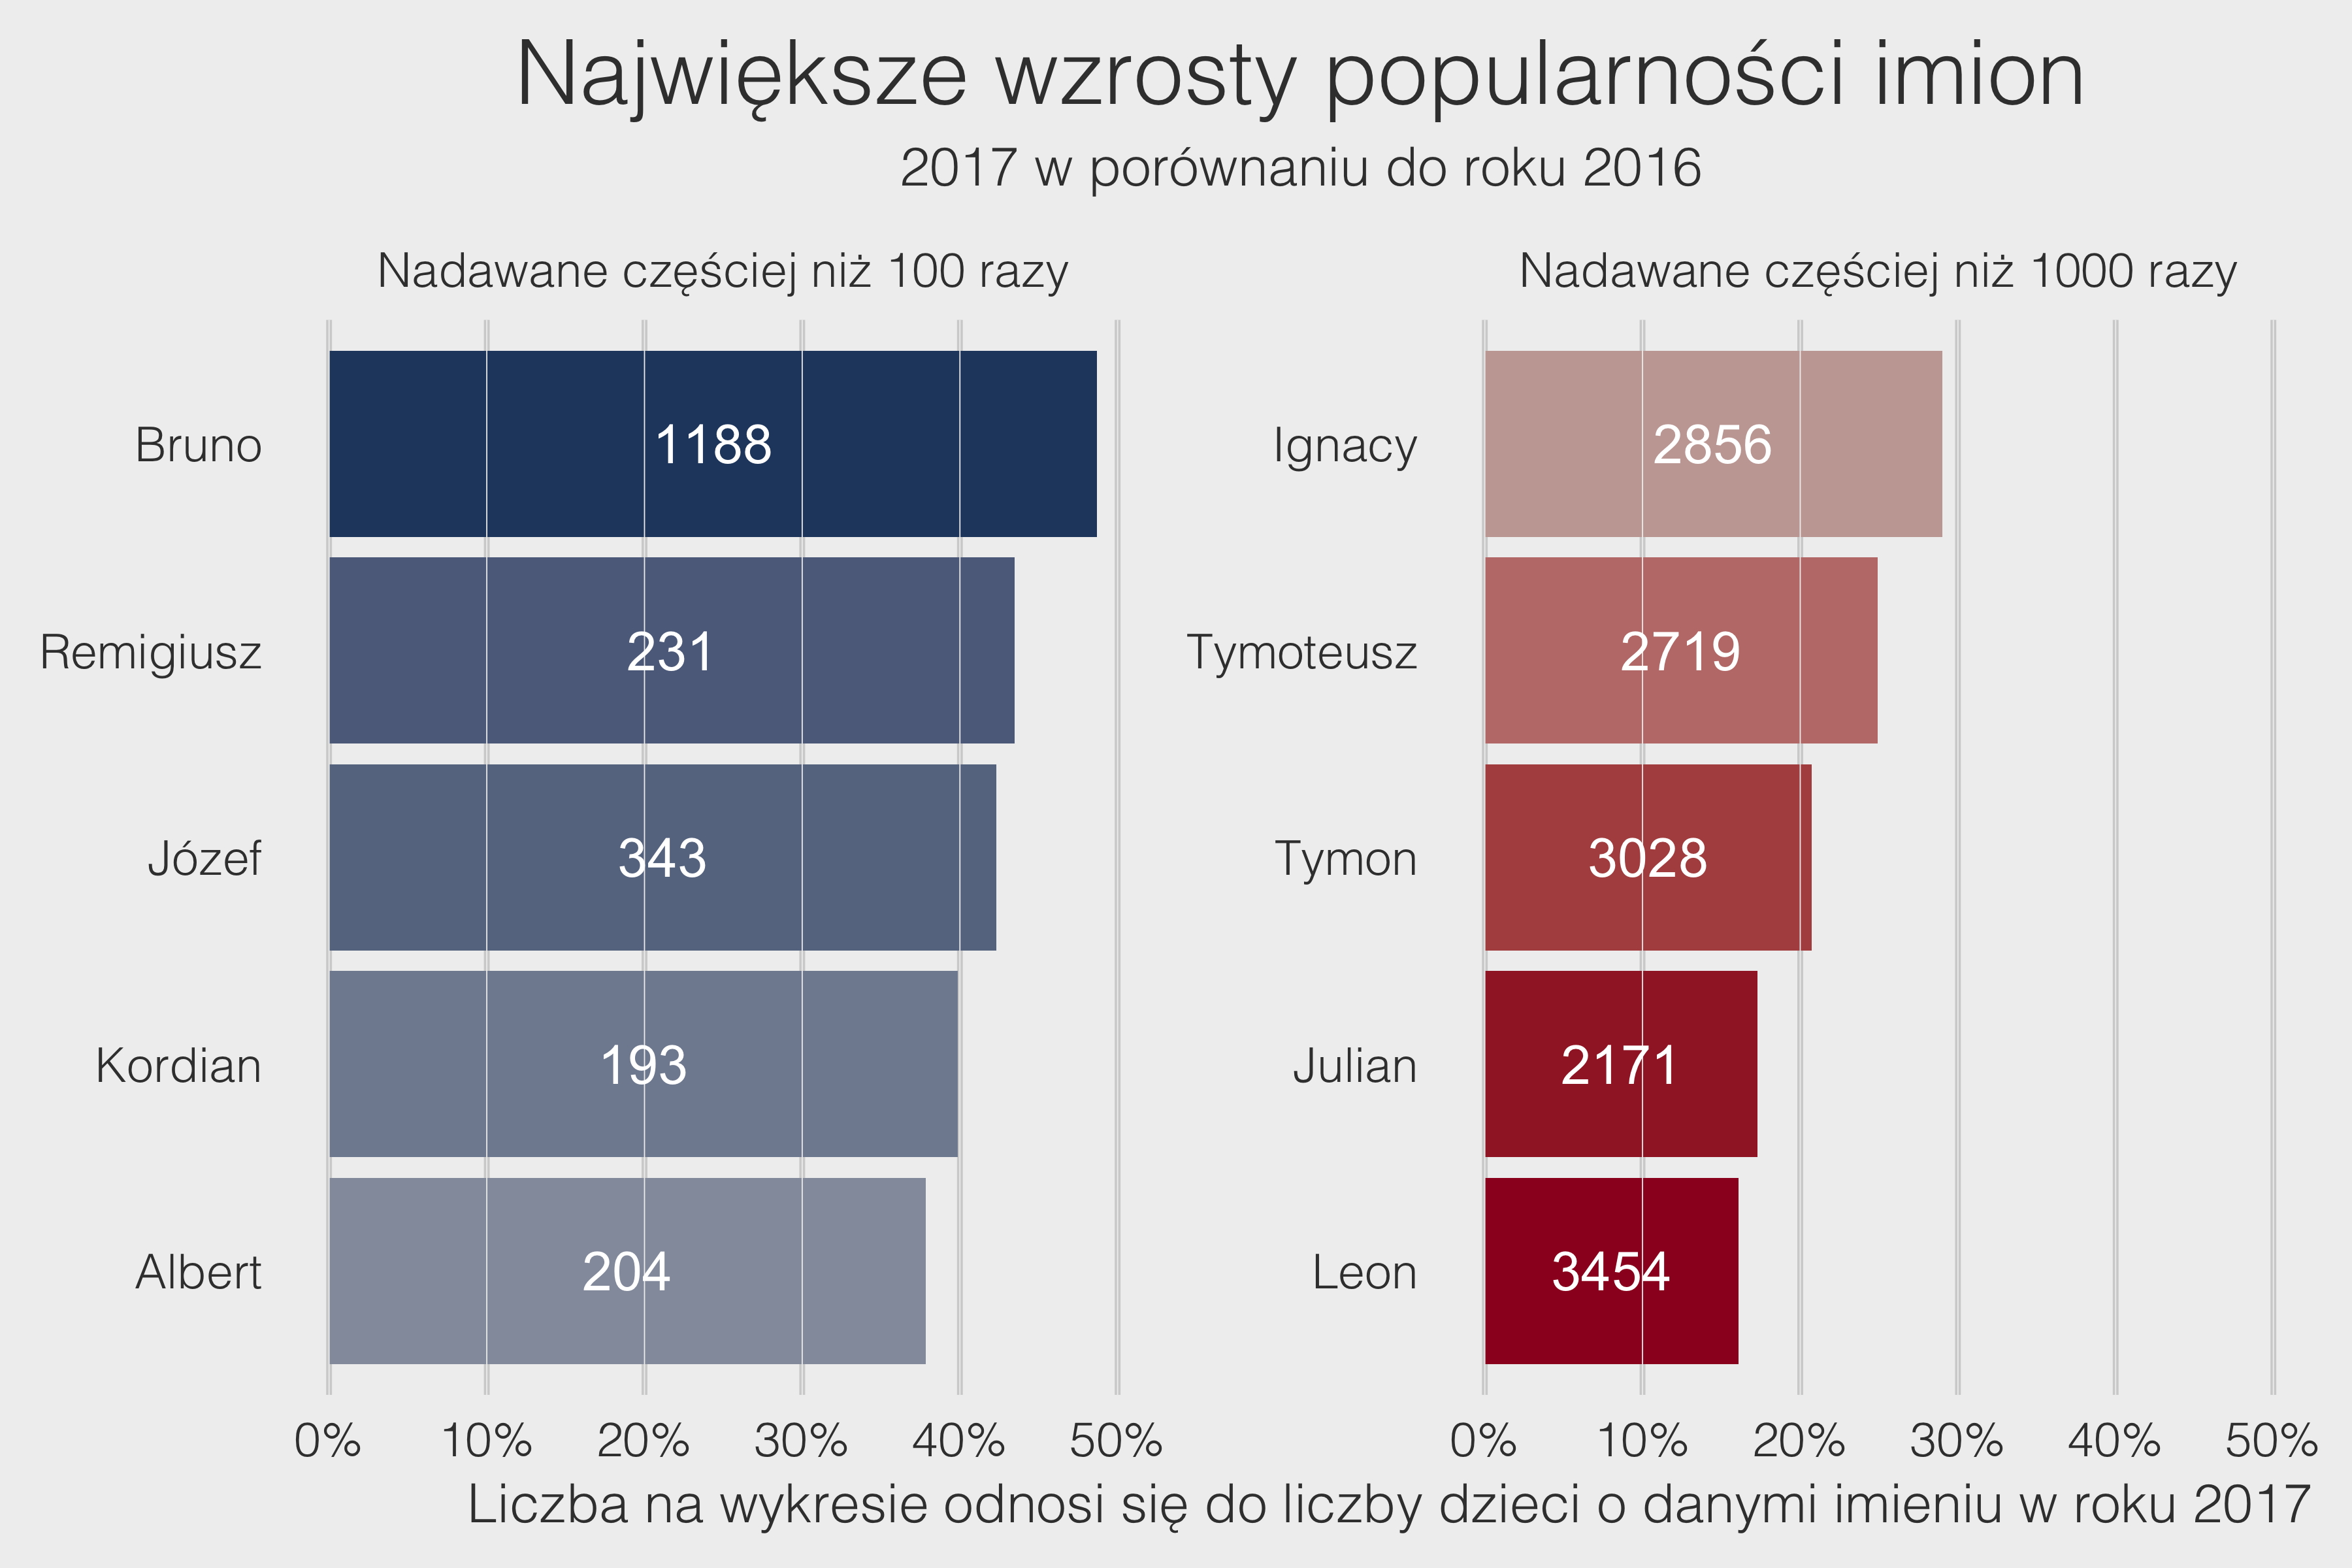 Największe wzrosty popularności imion
2017 w porównaniu do roku 2016
Nadawane częściej niż 100 razy
Bruno
1188
Remigiusz
231
Józef
343
Kordian
193
Albert
204
0% 10% 20% 30% 40% 50%
Nadawane częściej niż 1000 razy
Ignacy
2856
Tymoteusz
2719
Tymon
3028
Julian
2171
Leon
3454
0% 10% 20% 30% 40% 50%
Liczba na wykresie odnosi się do liczby dzieci o danymi imieniu w roku 2017